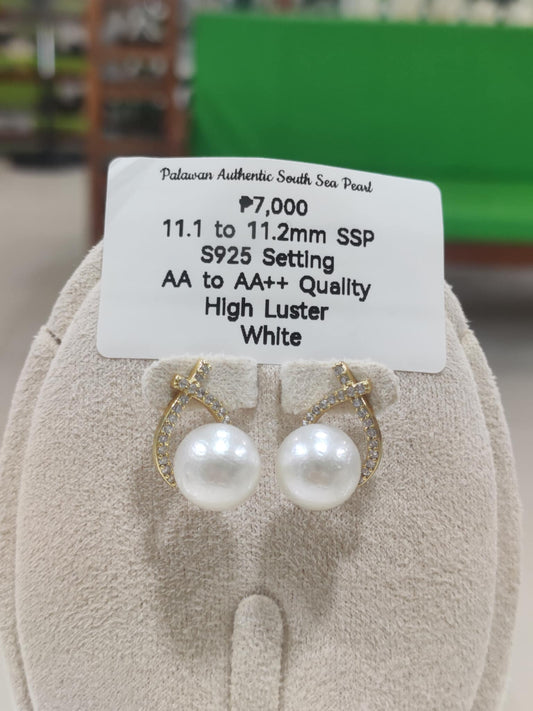 Palawan Authentic South Sea Pearl
₱7,000
11.1 to 11.2mm SSP
S925 Setting
AA to AA++ Quality
High Luster
White